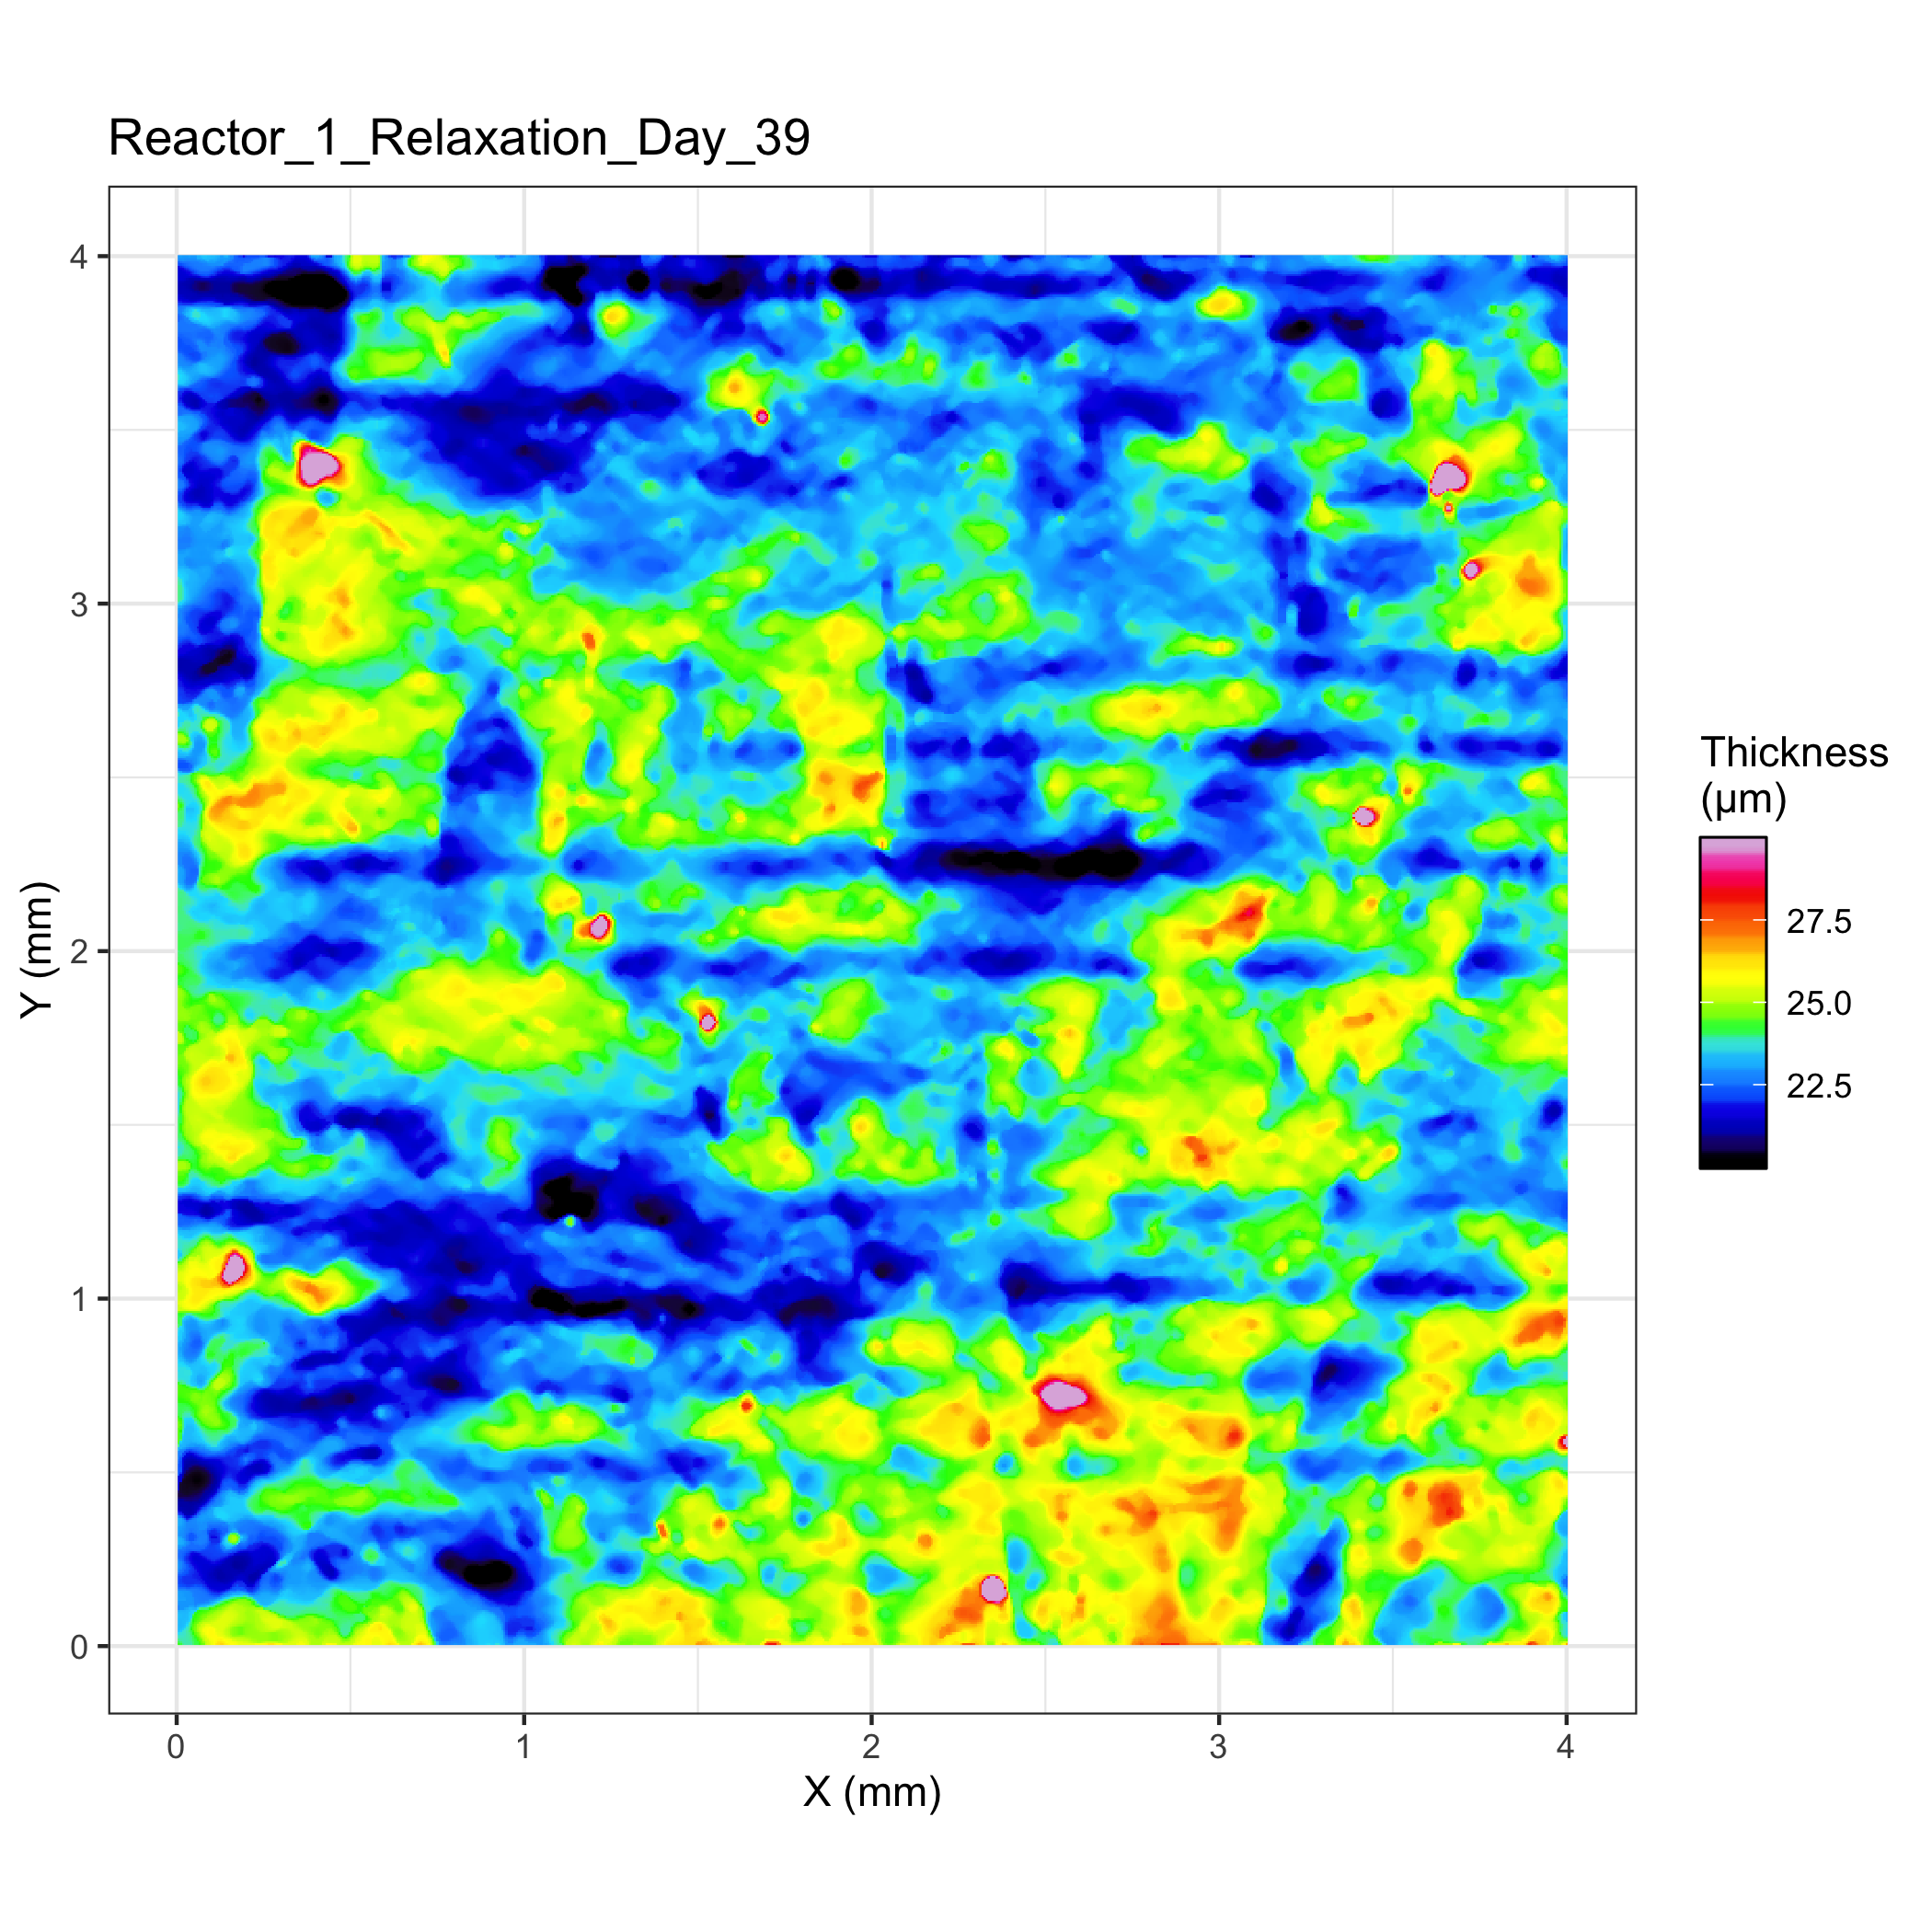 Reactor_1_Relaxation_Day_39
4
3
2
1
0
Y (mm)
0 1 2 3 4
X (mm)
Thickness
(μm)
27.5
25.0
22.5